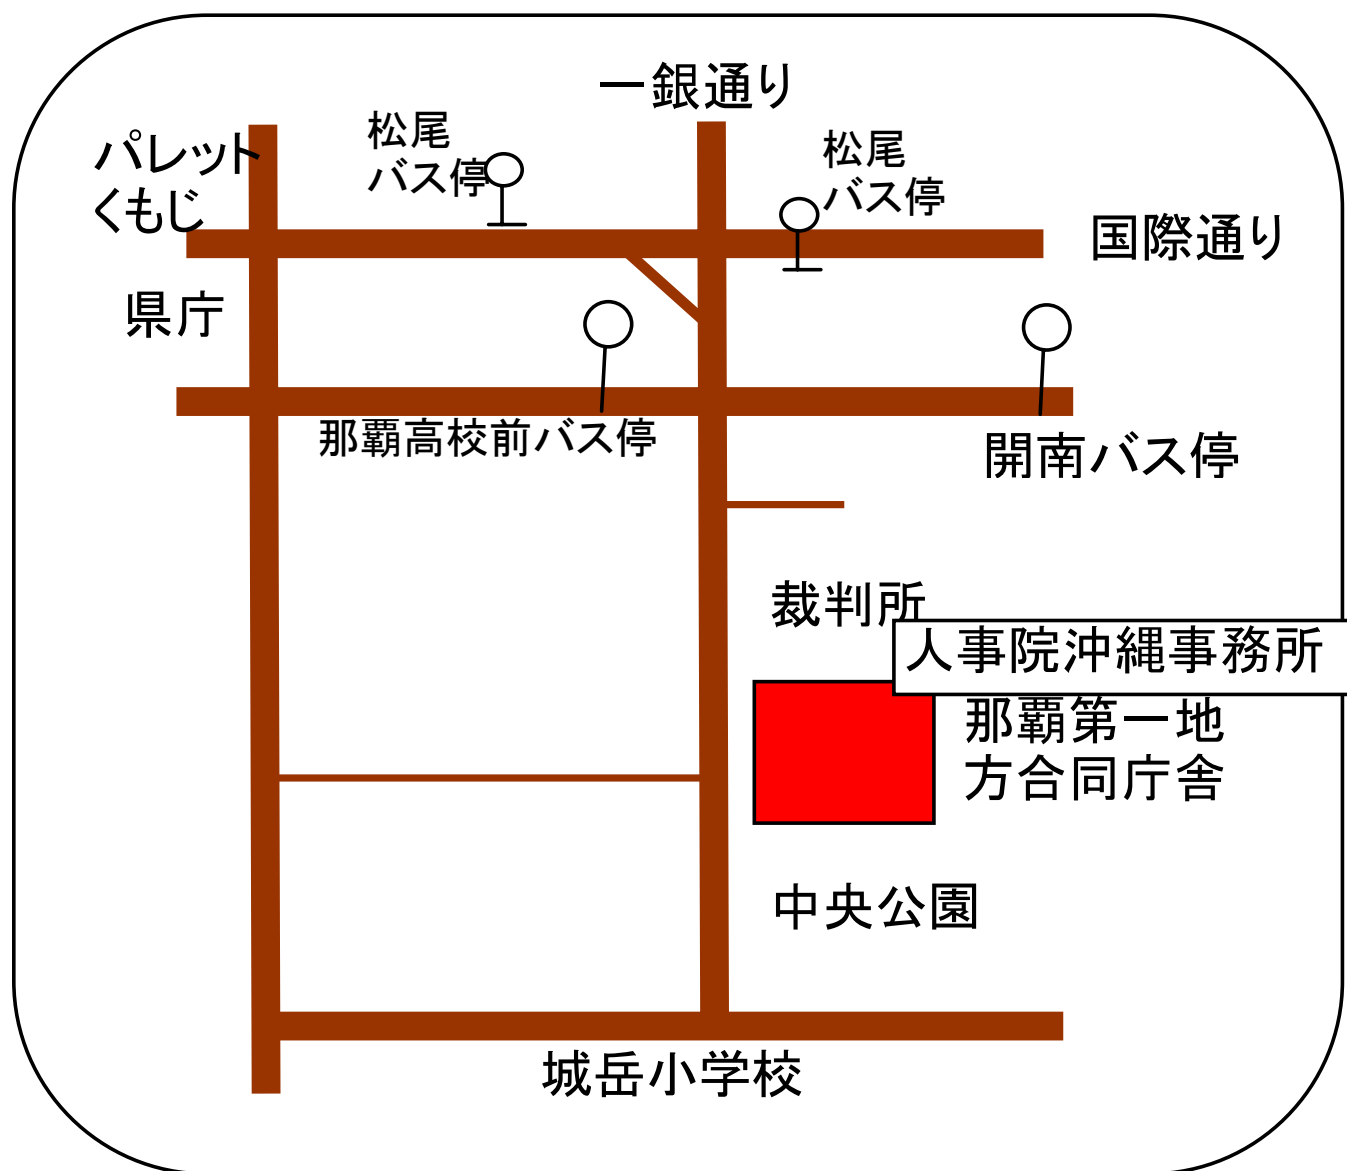 一銀通り
松尾
バス停
パレット
くもじ
松尾
バス停
国際通り
県庁
那覇高校前バス停
開南バス停
裁判所
人事院沖縄事務所
那覇第一地
方合同庁舎
中央公園
城岳小学校